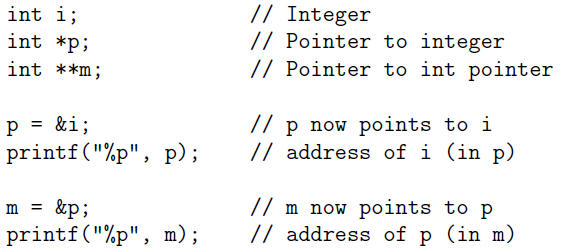 int i;              // Integer
int *p;             // Pointer to integer
int **m;            // Pointer to int pointer
p = &i;             // p now points to i
printf("%p", p);    // address of i (in p)
m = &p;             // m now points to p
printf("%p", m);    // address of p (in m)